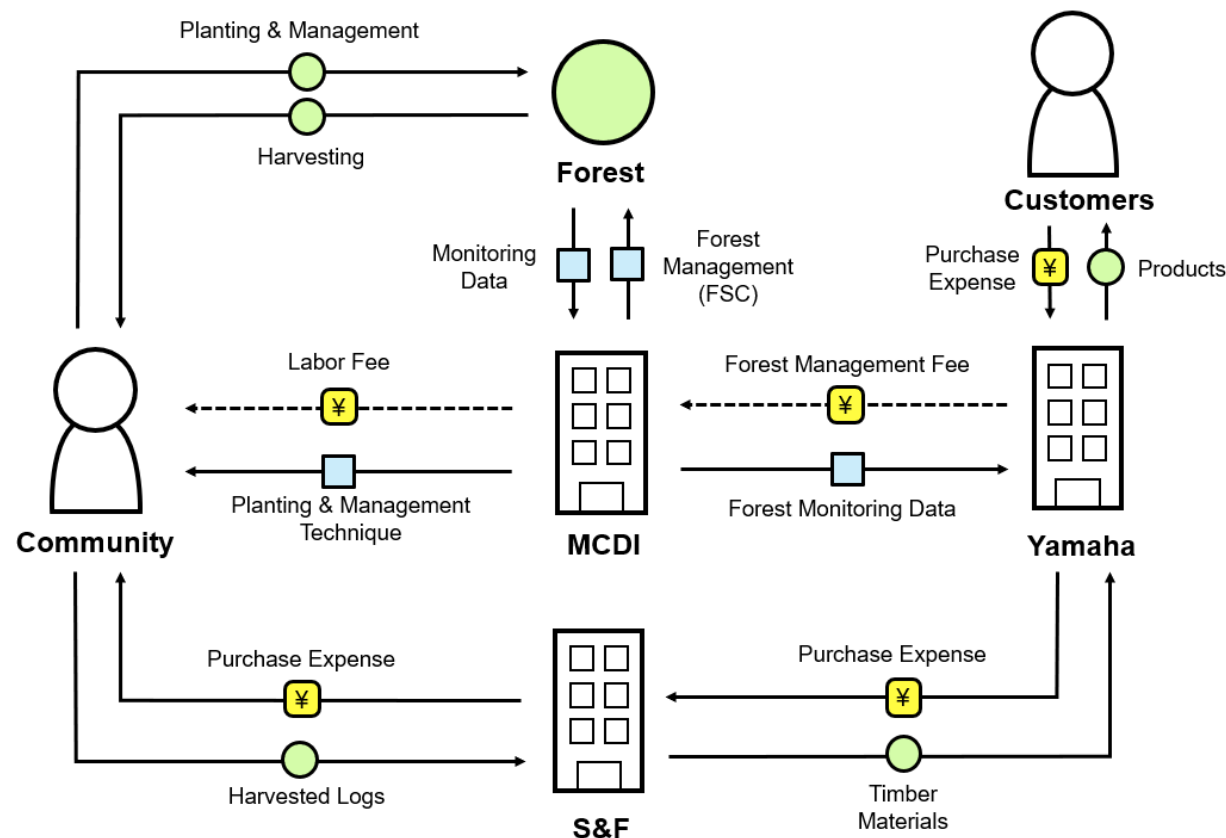 Planting & Management
Harvesting
Forest
Customers
Monitoring
Data
Forest
Management
(FSC)
Purchase
Expense
¥
Products
Labor Fee
¥
Forest Management Fee
¥
Planting & Management
Technique
Forest Monitoring Data
Community
MCDI
Yamaha
Purchase Expense
¥
Purchase Expense
¥
Harvested Logs
Timber
Materials
S&F